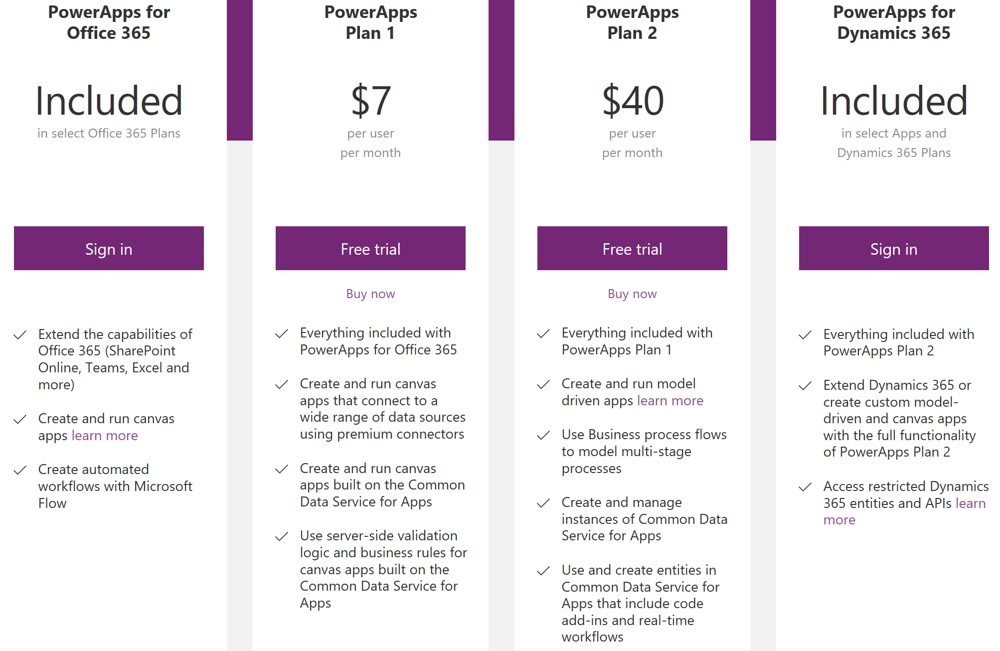 PowerApps for
Office 365
Included
in select Office 365 Plans
Sign in
Extend the capabilities of
Office 365 (SharePoint
Online, Teams, Excel and
more)
Create and run canvas
apps learn more
Create automated
workflows with Microsoft
Flow
PowerApps
Plan 1
$7
per user
per month
Free trial
Buy now
Everything included with
PowerApps for Office 365
Create and run canvas
apps that connect to a
wide range of data sources
using premium connectors
Create and run canvas
apps built on the Common
Data Service for Apps
Use server-side validation
logic and business rules for
canvas apps built on the
Common Data Service for
Apps
PowerApps
Plan 2
$40
per user
per month
Free trial
Buy now
Everything included with
PowerApps Plan 1
Create and run model
driven apps learn more
Use Business process flows
to model multi-stage
processes
Create and manage
instances of Common Data
Service for Apps
Use and create entities in
Common Data Service for
Apps that include code
add-ins and real-time
workflows
PowerApps for
Dynamics 365
Included
in select Apps and
Dynamics 365 Plans
Sign in
Everything included with
PowerApps Plan 2
Extend Dynamics 365 or
create custom model-
driven and canvas apps
with the full functionality
of PowerApps Plan 2
Access restricted Dynamics
365 entities and APIs learn
more